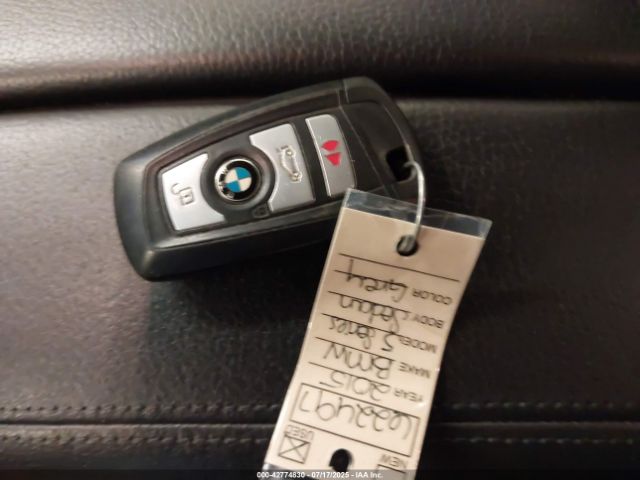 BMW
NEW USED
YEAR 2015
MAKE BMW
MODEL 5 Series
BODY Sedan
COLOR Grey
000-42774630 - 07/17/2025 - IAA Inc.